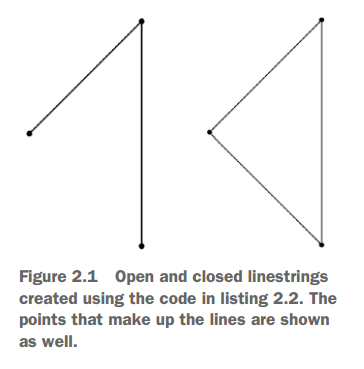 Figure 2.1 Open and closed linestrings
created using the code in listing 2.2. The
points that make up the lines are shown
as well.